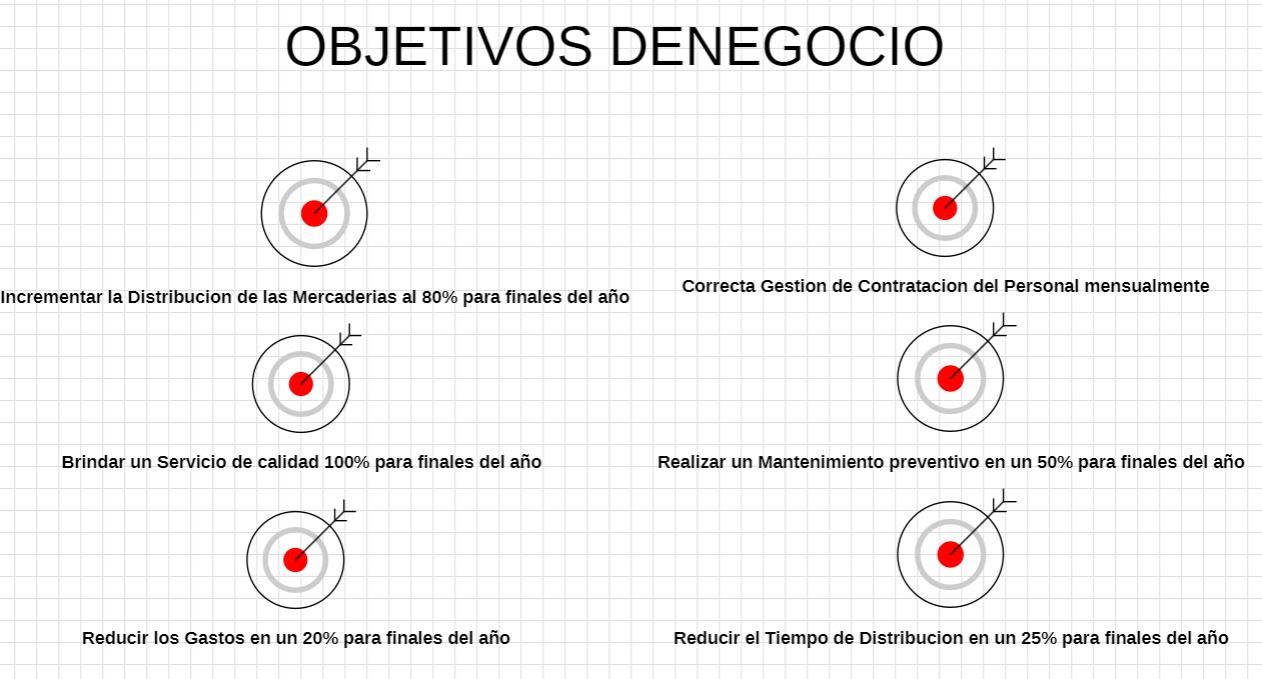 OBJETIVOS DENEGOCIO
Incrementar la Distribucion de las Mercaderias al 80% para finales del año
Correcta Gestion de Contratacion del Personal mensualmente
Brindar un Servicio de calidad 100% para finales del año
Realizar un Mantenimiento preventivo en un 50% para finales del año
Reducir los Gastos en un 20% para finales del año
Reducir el Tiempo de Distribucion en un 25% para finales del año